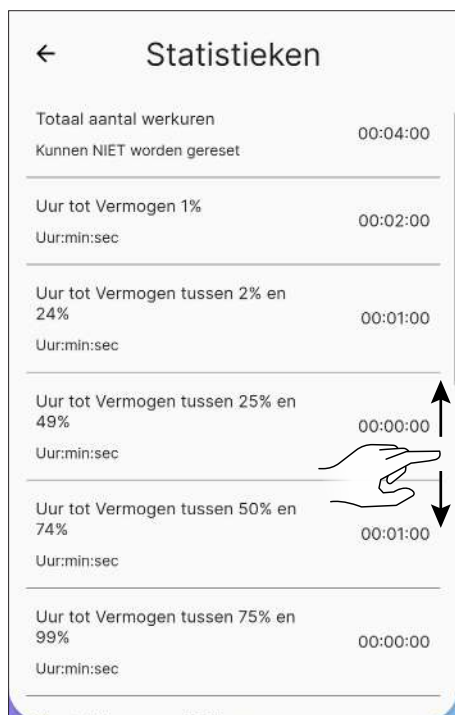 Statistieken
Totaal aantal werkuren
00:04:00
Kunnen NIET worden gereset
Uur tot Vermogen 1%
00:02:00
Uur:min:sec
Uur tot Vermogen tussen 2% en
24%
00:01:00
Uur:min:sec
Uur tot Vermogen tussen 25% en
49%
00:00:00
Uur:min:sec
Uur tot Vermogen tussen 50% en
74%
00:01:00
Uur:min:sec
Uur tot Vermogen tussen 75% en
99%
00:00:00
Uur:min:sec